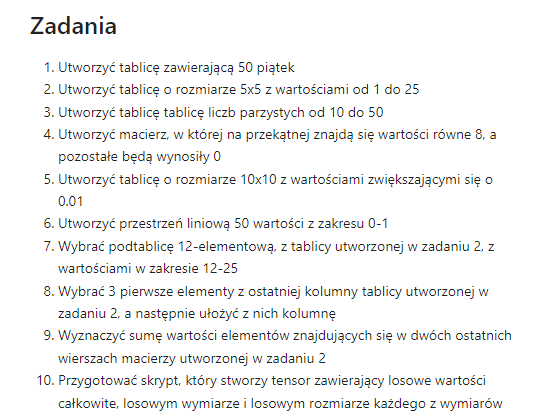 Zadania
1. Utworzyć tablicę zawierającą 50 piątek
2. Utworzyć tablicę o rozmiarze 5x5 z wartościami od 1 do 25
3. Utworzyć tablicę tablicę liczb parzystych od 10 do 50
4. Utworzyć macierz, w której na przekątnej znajdą się wartości równe 8, a
pozostałe będą wynosiły 0
5. Utworzyć tablicę o rozmiarze 10x10 z wartościami zwiększającymi się o
0.01
6. Utworzyć przestrzeń liniową 50 wartości z zakresu 0-1
7. Wybrać podtablicę 12-elementową, z tablicy utworzonej w zadaniu 2, z
wartościami w zakresie 12-25
8. Wybrać 3 pierwsze elementy z ostatniej kolumny tablicy utworzonej w
zadaniu 2, a następnie ułożyć z nich kolumnę
9. Wyznaczyć sumę wartości elementów znajdujących się w dwóch ostatnich
wierszach macierzy utworzonej w zadaniu 2
10. Przygotować skrypt, który stworzy tensor zawierający losowe wartości
całkowite, losowym wymiarze i losowym rozmiarze każdego z wymiarów